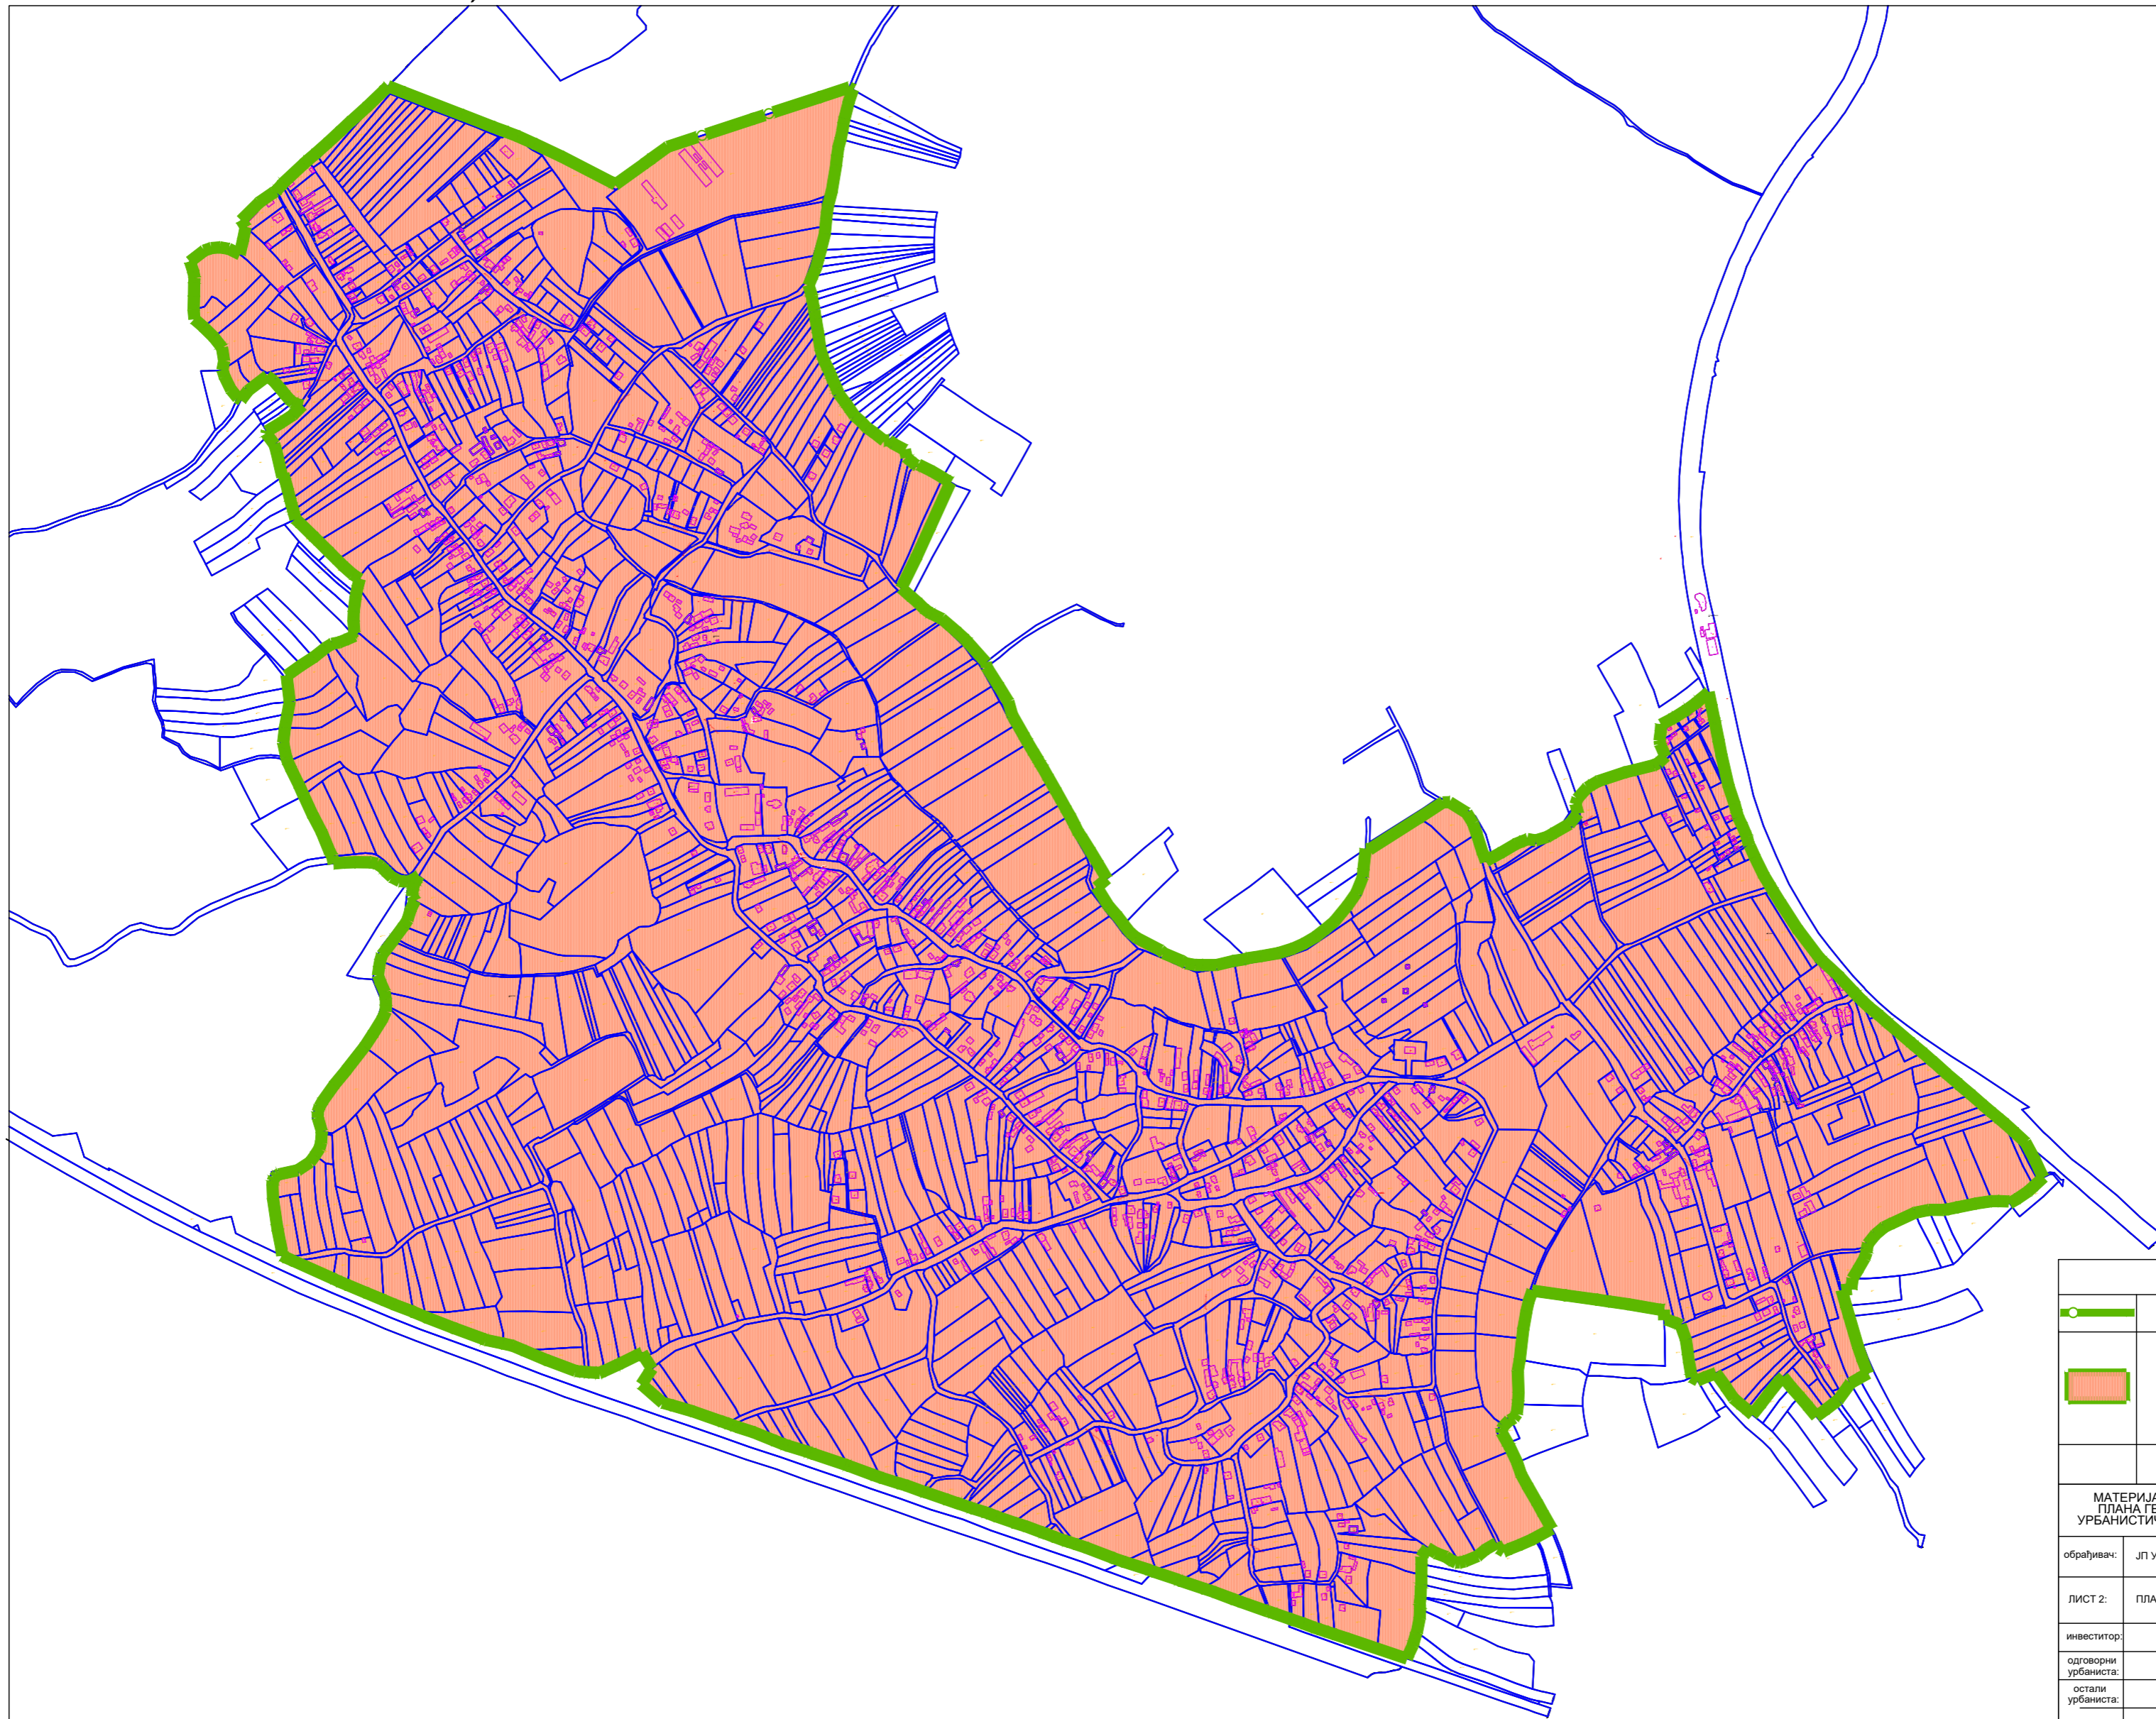 МАТЕРИЈА
ПЛАНА ГЕ
УРБАНИСТИЧ
обрађивач: ЈП У
ЛИСТ 2: ПЛА
инвеститор:
одговорни
урбаниста:
остали
урбаниста: